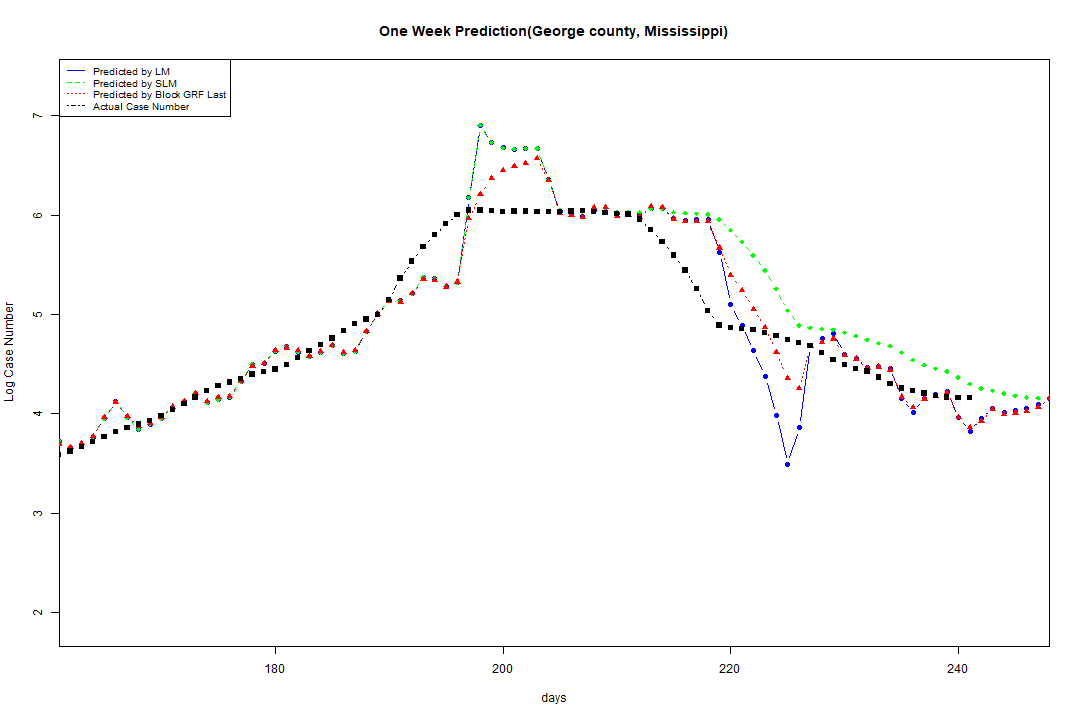 One Week Prediction(George county, Mississippi)
Predicted by LM
Predicted by SLM
Predicted by Block GRF Last
Actual Case Number
7
6
5
4
3
2
Log Case Number
180 200 220 240
days